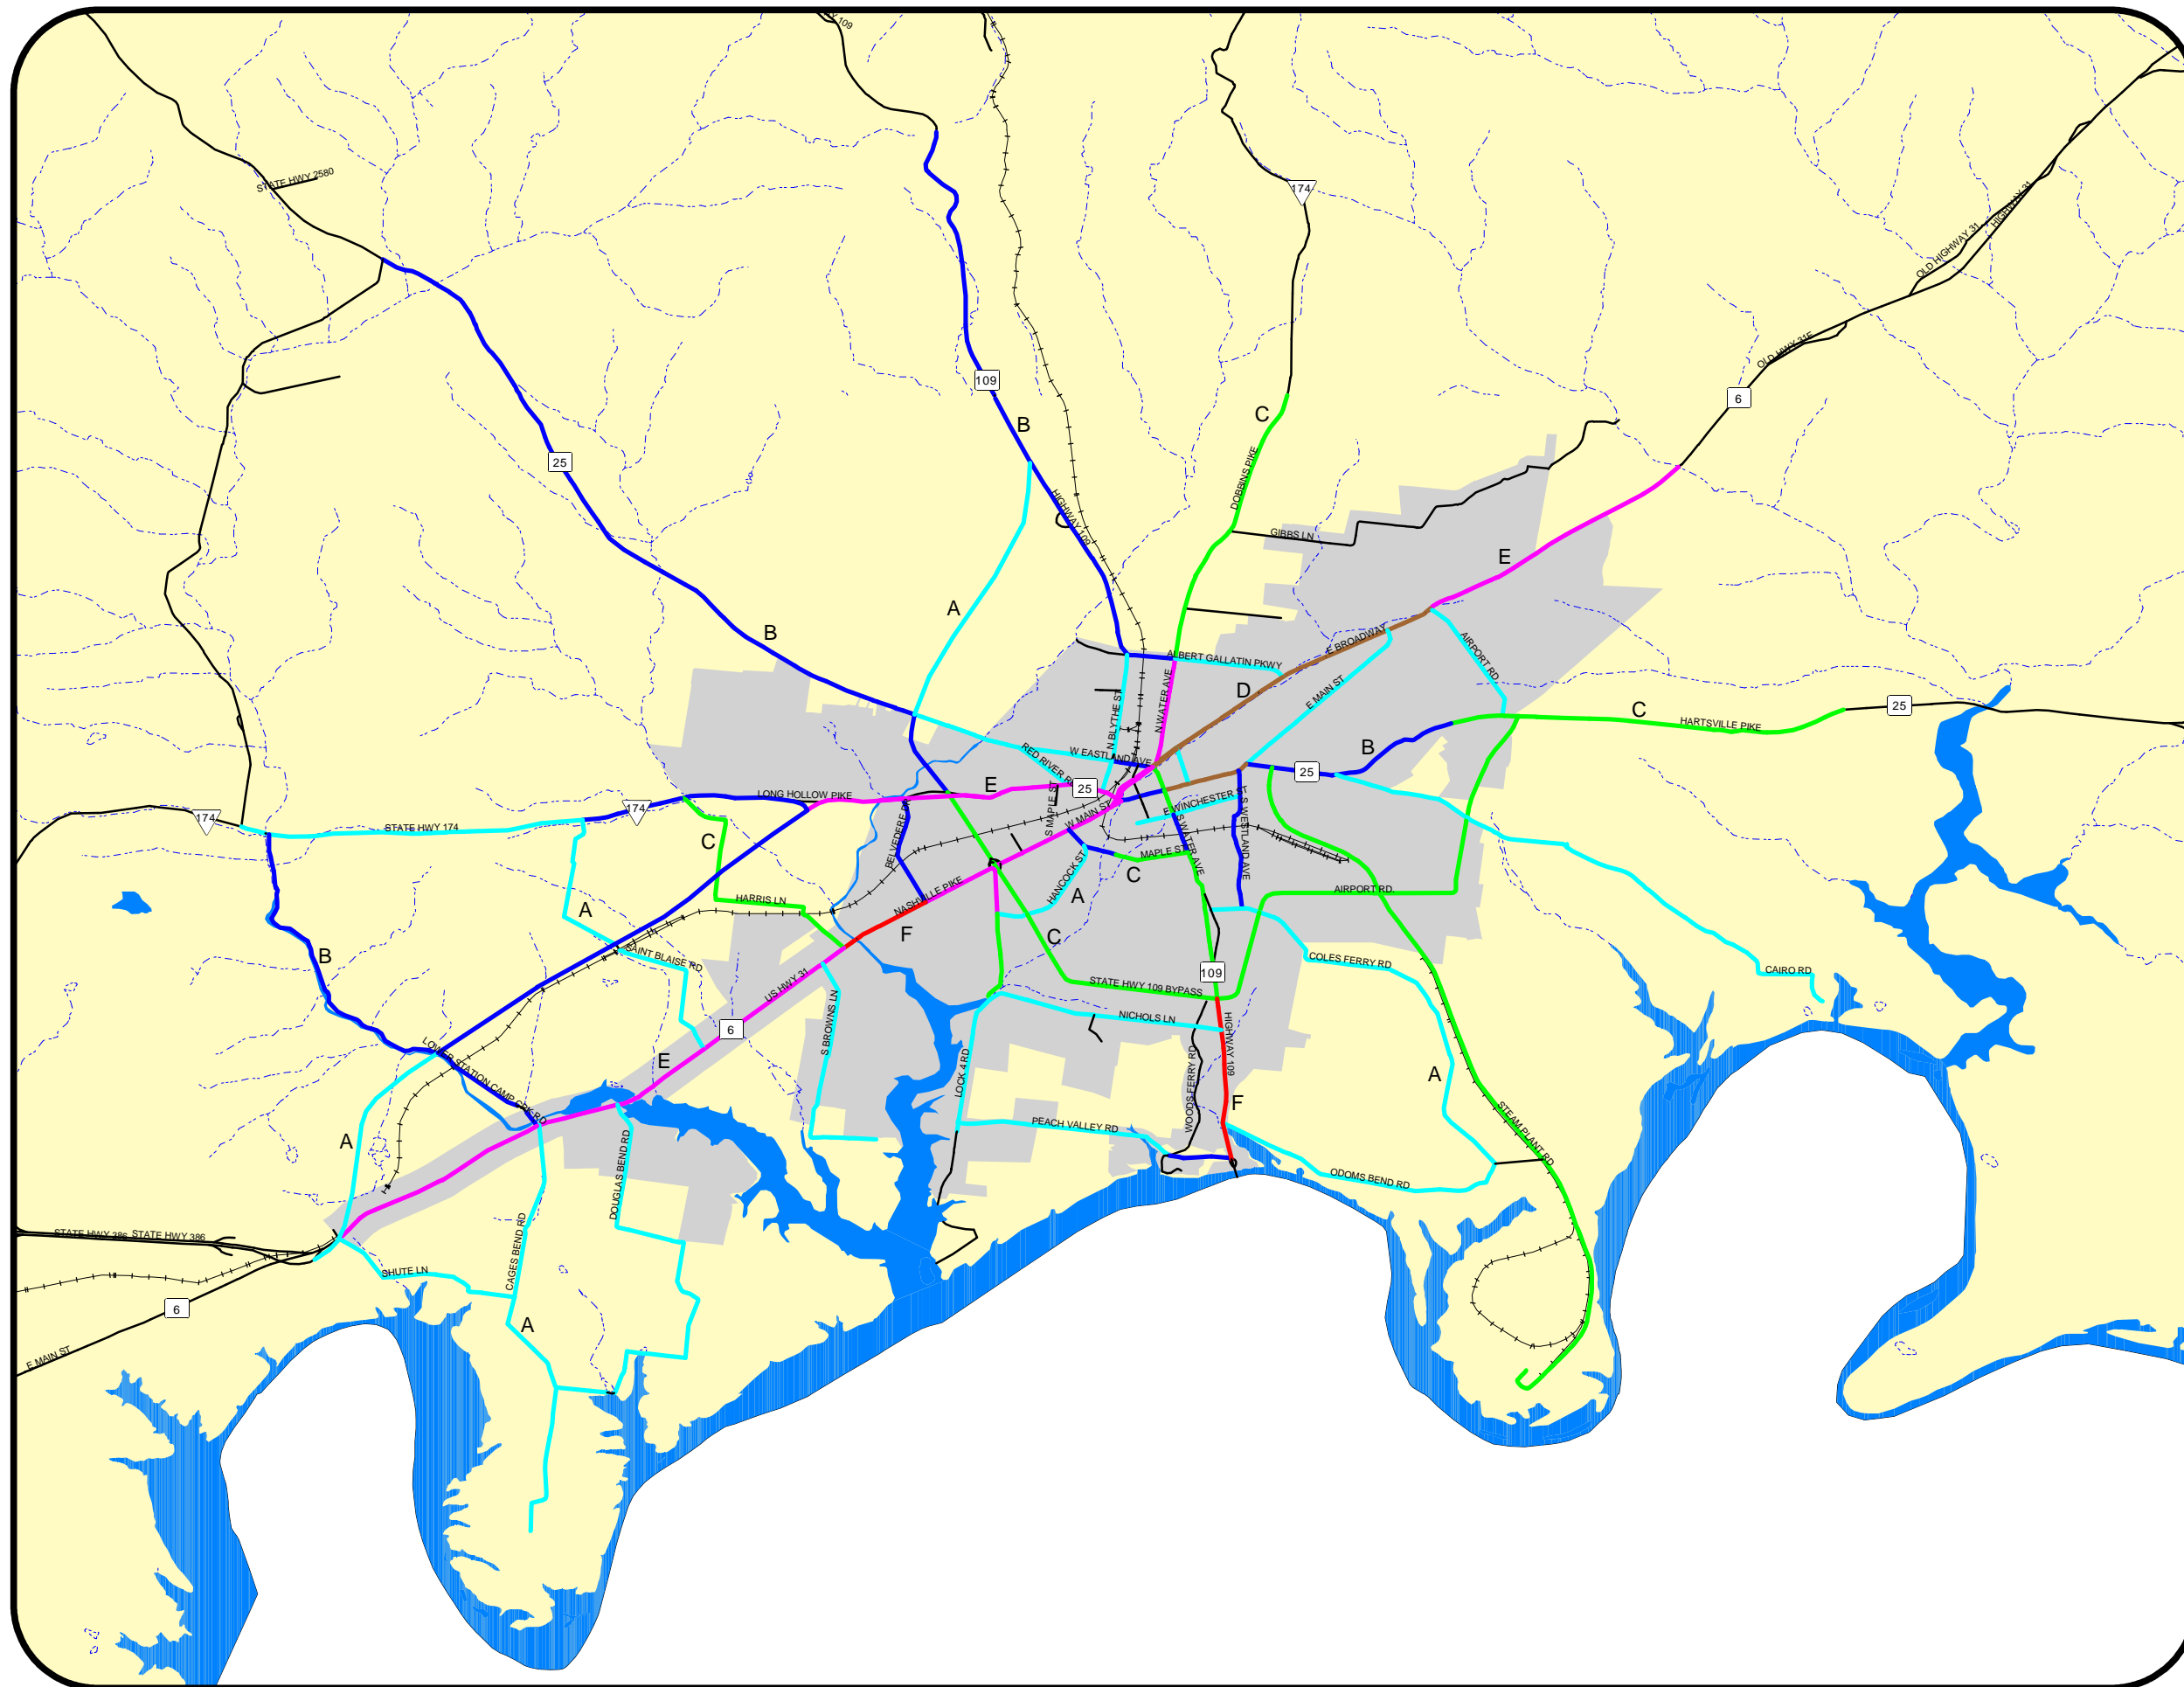 109
STATE HWY 2580
174
OLD HIGHWAY 31
HIGHWAY 31
OLD HWY 31E
6
109
B
C
DOBBINS PIKE
25
HIGHWAY 109
GIBBS LN
E
A
B
ALBERT GALLATIN PKWY
E BROADWAY
AIRPORT RD
D
E MAIN ST
N WATER AVE
N BLYTHE ST
C
HARTSVILLE PIKE
25
B
W EASTLAND AVE
RED RIVER R
25
25
E
LONG HOLLOW PIKE
174
174
STATE HWY 174
S MAPLE ST
W MAIN ST
E WINCHESTER ST
S WATER AVE
S WESTLAND AVE
BELVEDERE D
C
MAPLE ST
C
HANCOCK ST
A
NASHVILLE PIKE
HARRIS LN
AIRPORT RD.
A
F
C
B
SAINT BLAISE RD
COLES FERRY RD
CAIRO RD
US HWY 31
109
STATE HWY 109 BYPASS
6
S BROWNS LN
NICHOLS LN
HIGHWAY 109
LOWER STATION CAMP CRK RD
E
LOCK 4 RD
WOODS FERRY RD
A
F
A
PEACH VALLEY RD
STEAM PLANT RD
DOUGLAS BEND RD
ODOMS BEND RD
STATE HWY 386
STATE HWY 386
CAGES BEND RD
SHUTE LN
6
A
E MAIN ST